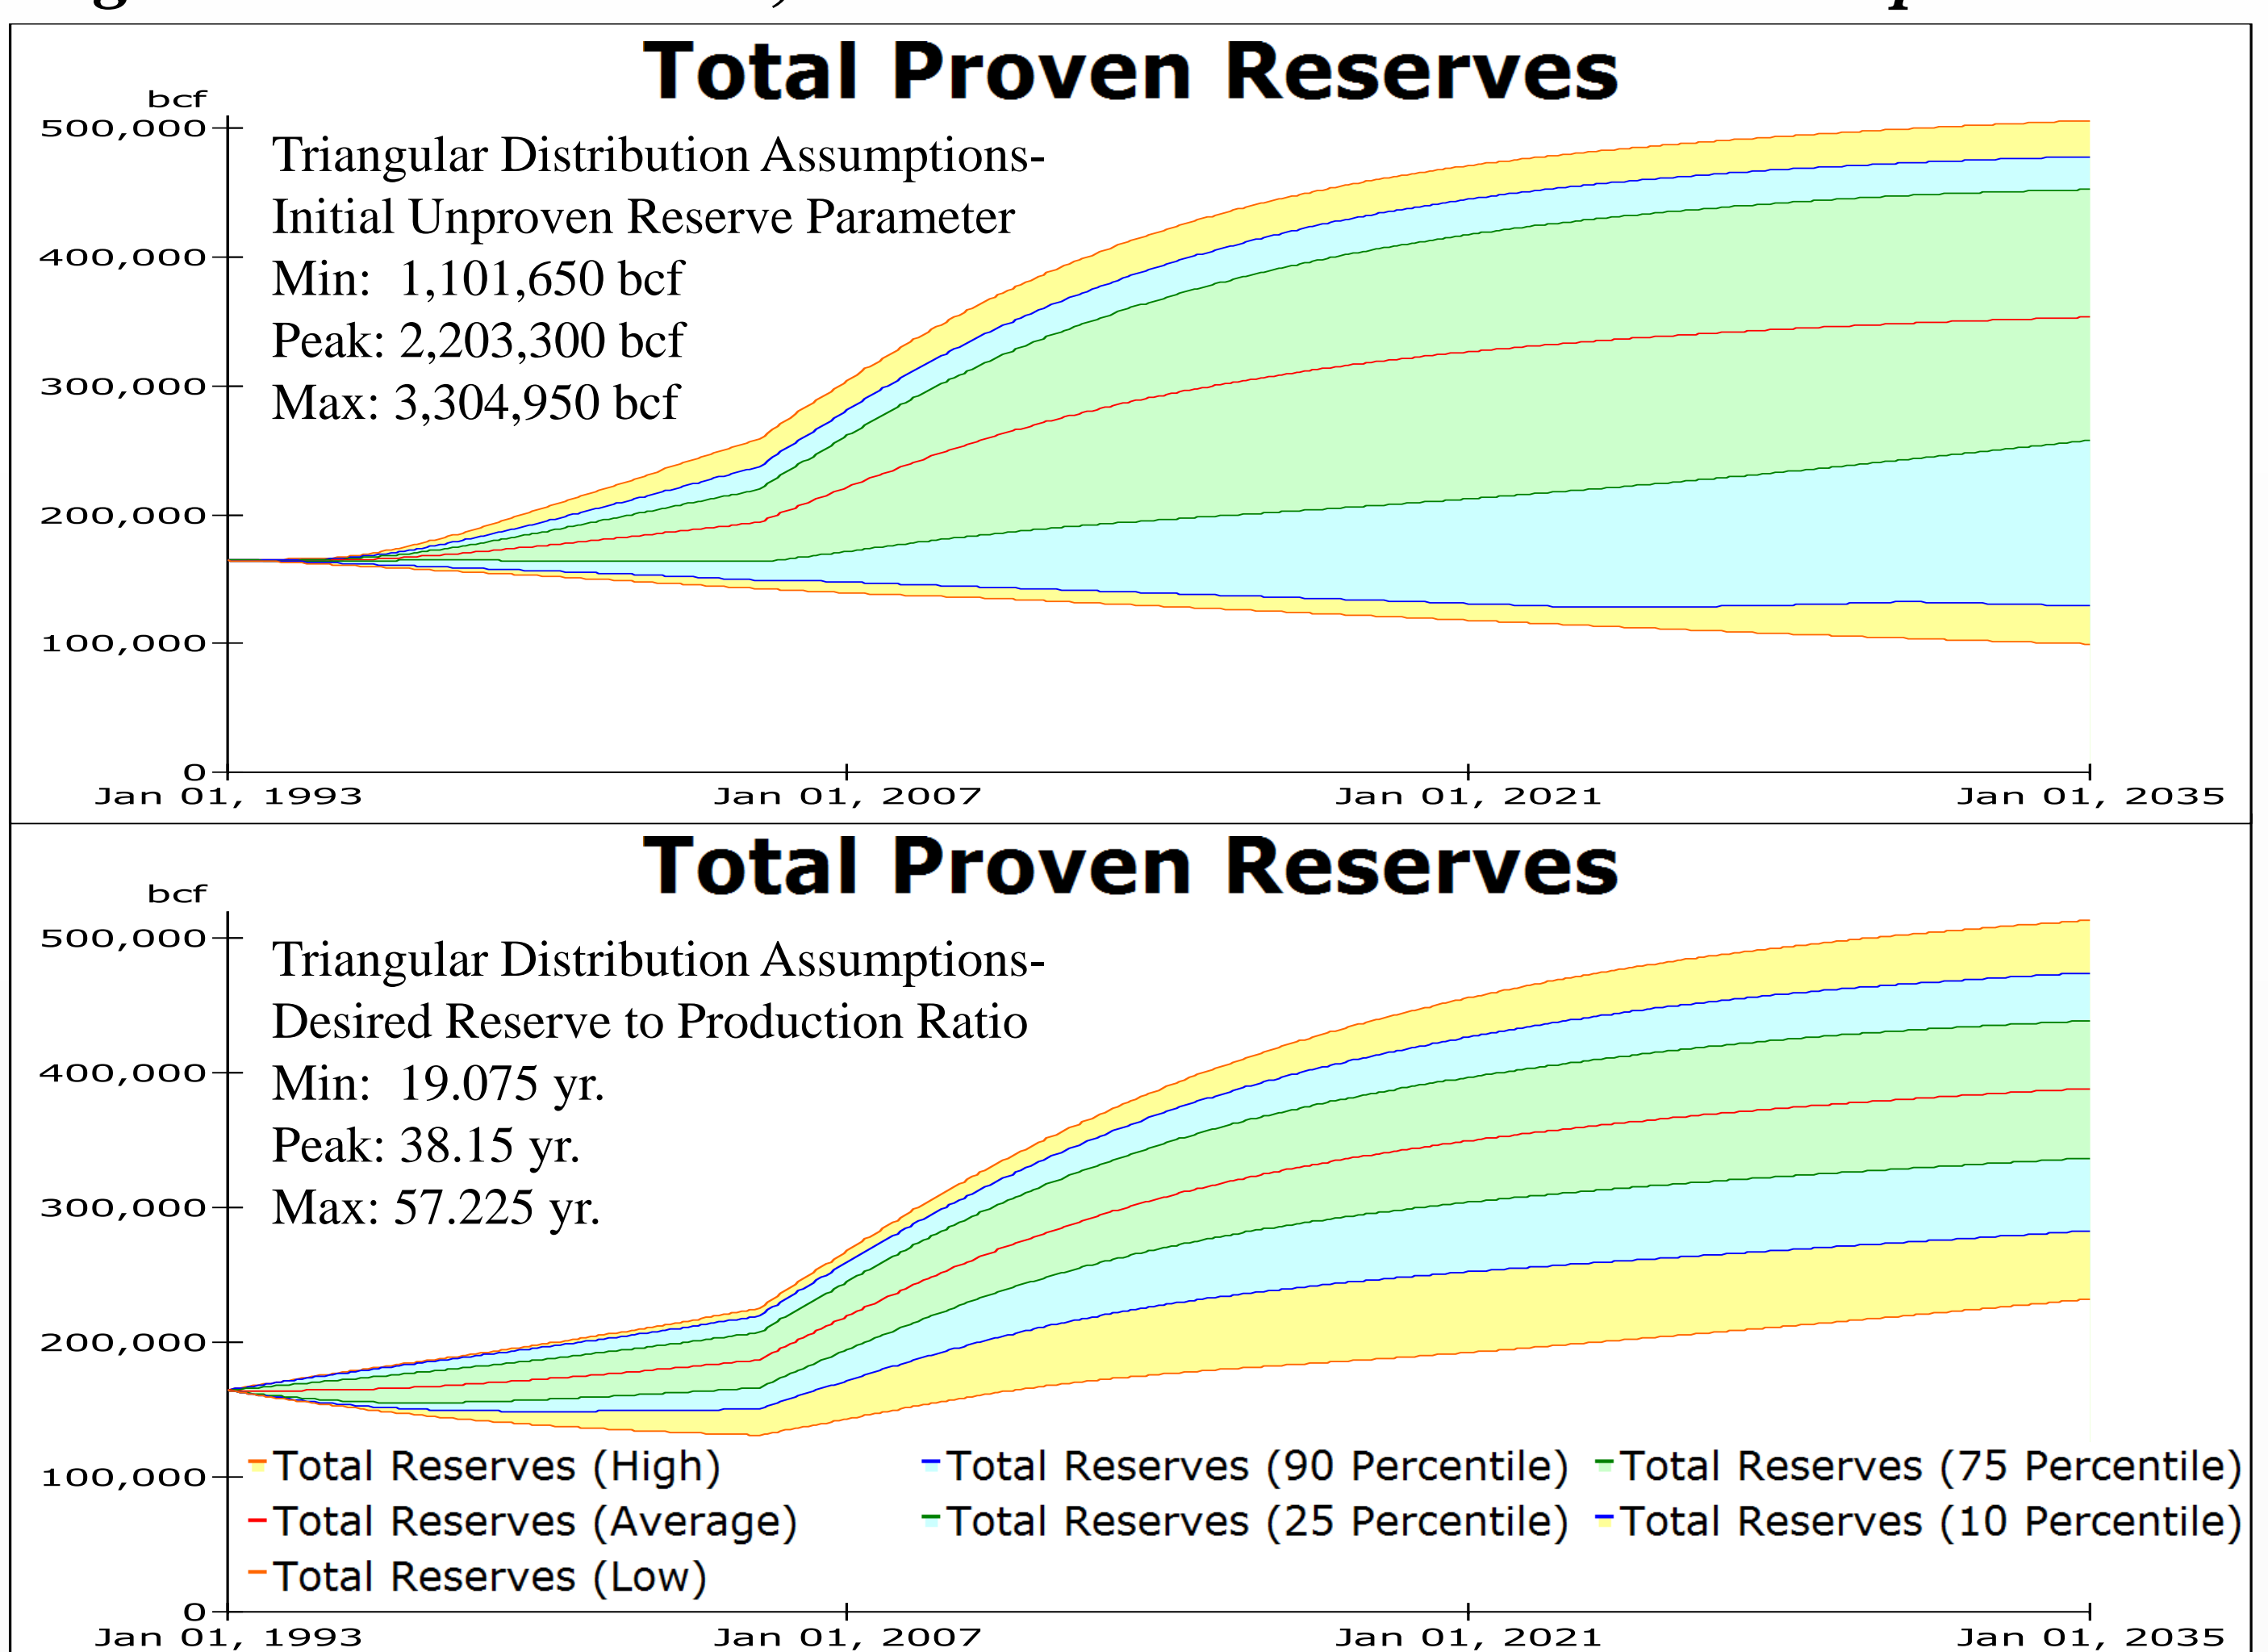 Total Proven Reserves
bcf
500,000
400,000
300,000
200,000
100,000
0
Triangular Distribution Assumptions-
Initial Unproven Reserve Parameter
Min: 1,101,650 bcf
Peak: 2,203,300 bcf
Max: 3,304,950 bcf
Jan 01, 1993
Jan 01, 2007
Jan 01, 2021
Jan 01, 2035
Total Proven Reserves
bcf
500,000
400,000
300,000
200,000
100,000
0
Triangular Distribution Assumptions-
Desired Reserve to Production Ratio
Min: 19.075 yr.
Peak: 38.15 yr.
Max: 57.225 yr.
Total Reserves (High)
Total Reserves (90 Percentile)
Total Reserves (75 Percentile)
Total Reserves (Average)
Total Reserves (25 Percentile)
Total Reserves (10 Percentile)
Total Reserves (Low)
Jan 01, 1993
Jan 01, 2007
Jan 01, 2021
Jan 01, 2035